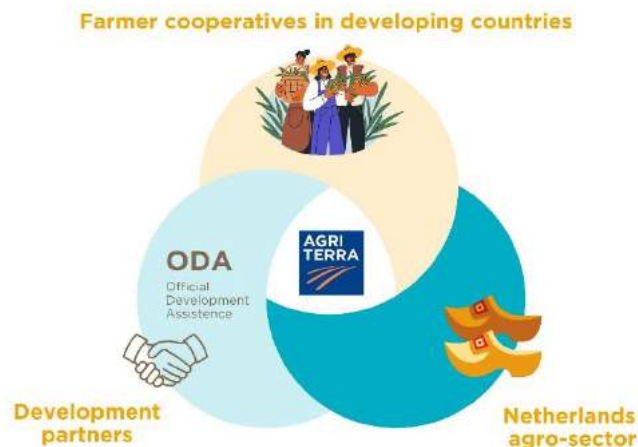 Farmer cooperatives in developing countries
AGRI
TERRA
ODA
Official
Development
Assistence
Development
partners
Netherlands
agro-sector